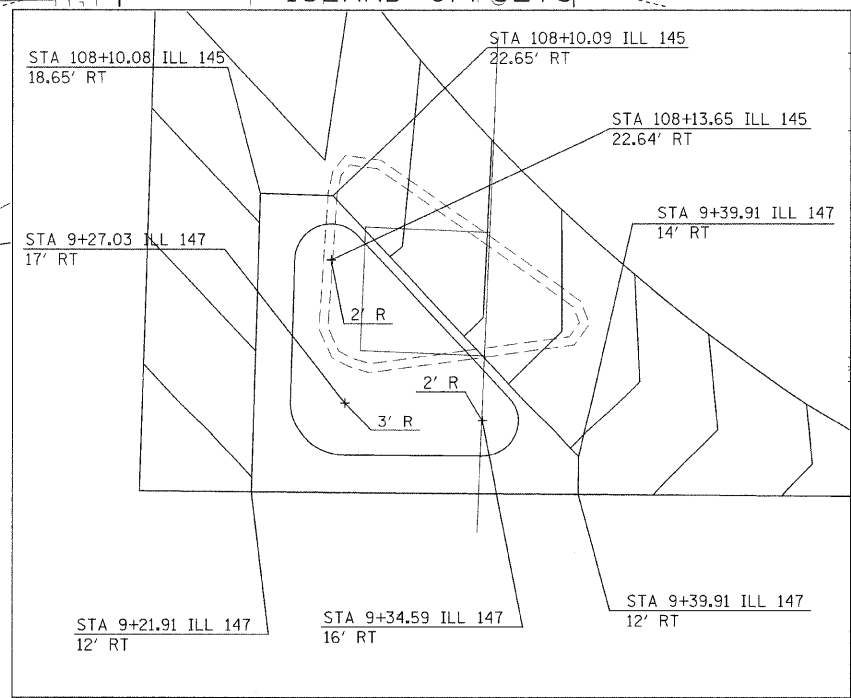 STA 108+10.09 ILL 145
22.65' RT
STA 108+10.08 ILL 145
18.65' RT
STA 108+13.65 ILL 145
22.64' RT
STA 9+39.91 ILL 147
14' RT
STA 9+27.03 ILL 147
17' RT
2' R
2' R
3' R
STA 9+39.91 ILL 147
12' RT
STA 9+34.59 ILL 147
16' RT
STA 9+21.91 ILL 147
12' RT